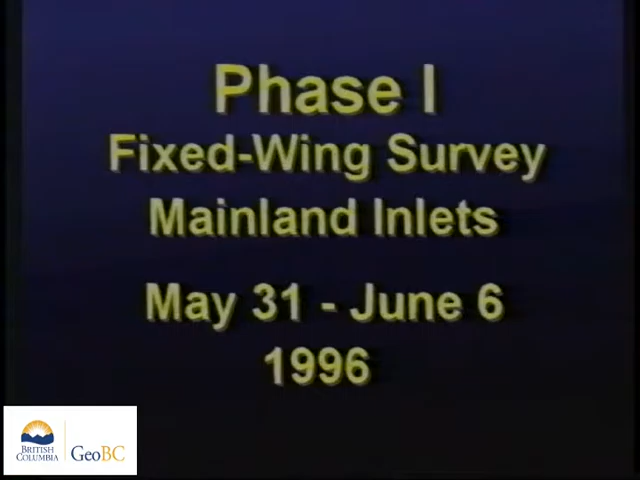 Phase I
Fixed-Wing Survey
Mainland Inlets
May 31 - June 6
1996
BRITISH
COLUMBIA
GeoBC